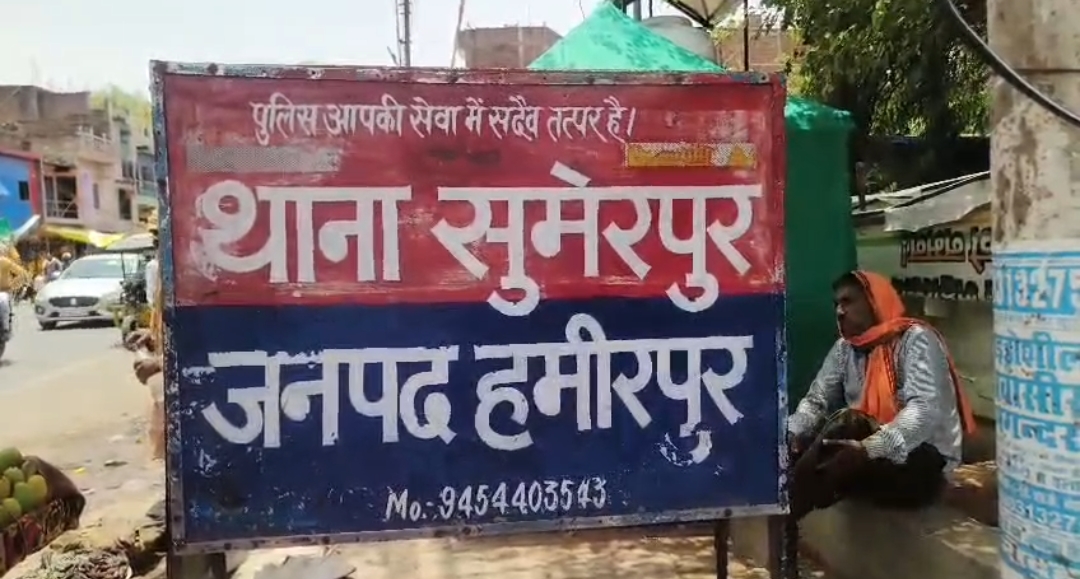 पुलिस आपकी सेवा में सदैव तत्पर है।
थाना सुमेरपुर
जनपद हमीरपुर
Mo:- 9454403543